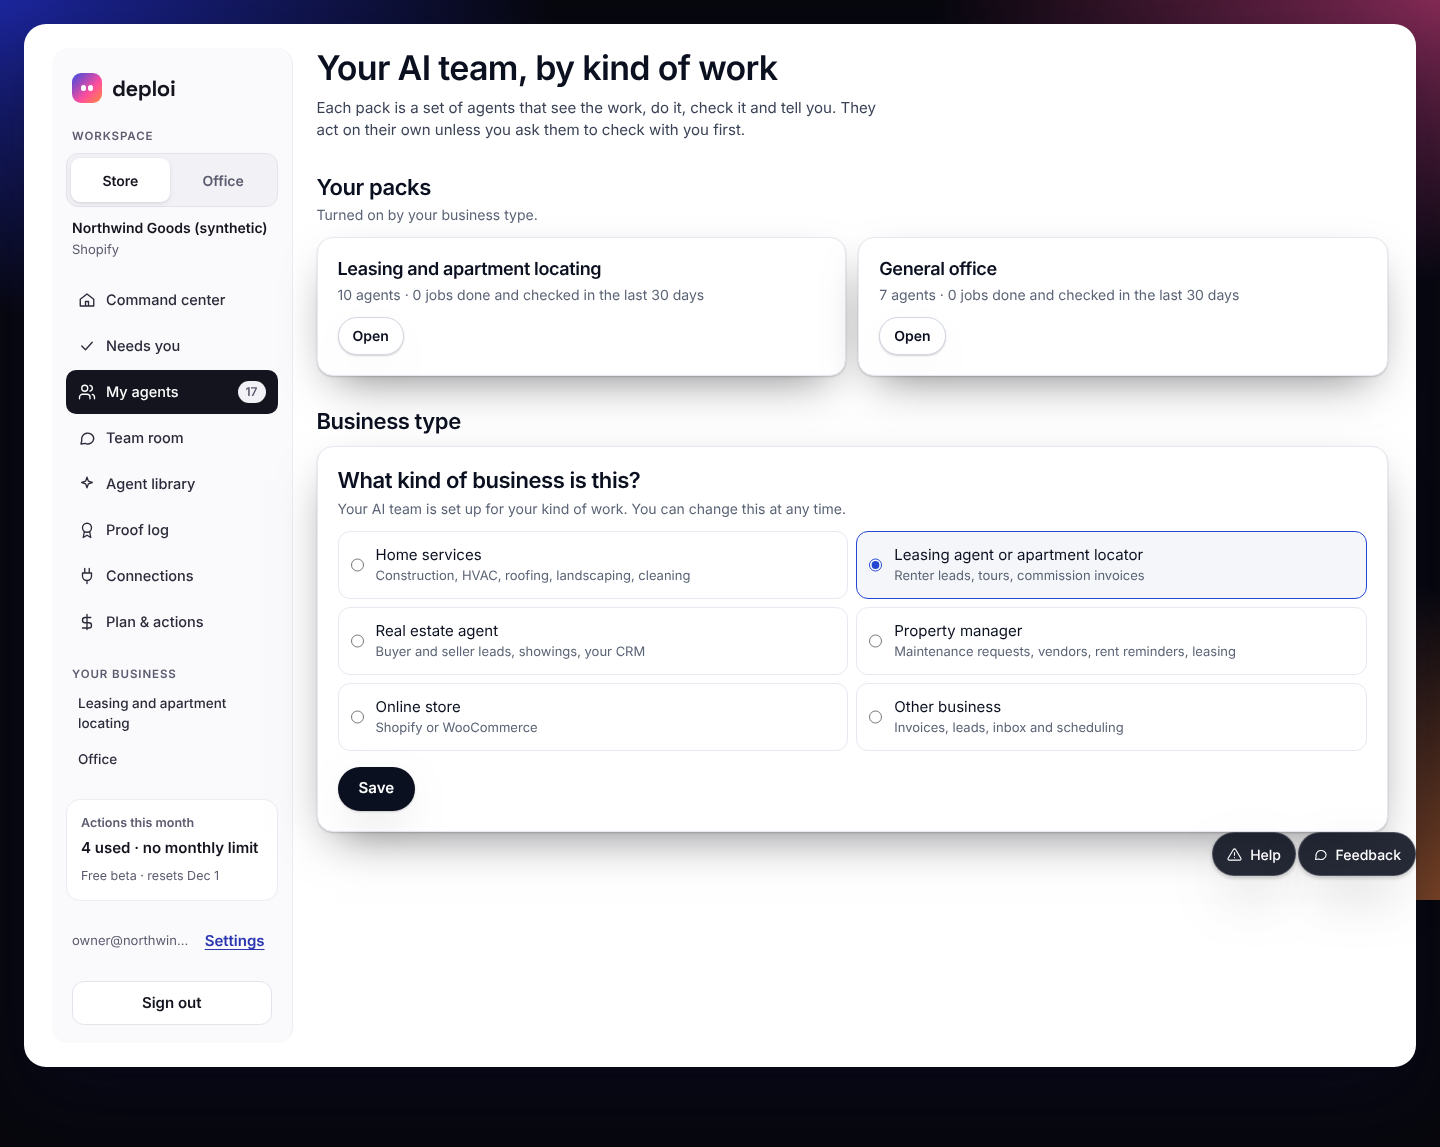 deploi
WORKSPACE
Store
Office
Northwind Goods (synthetic)
Shopify
Command center
Needs you
My agents
17
Team room
Agent library
Proof log
Connections
Plan & actions
YOUR BUSINESS
Leasing and apartment
locating
Office
Actions this month
4 used · no monthly limit
Free beta · resets Dec 1
owner@northwin...
Settings
Sign out
Your AI team, by kind of work
Each pack is a set of agents that see the work, do it, check it and tell you. They
act on their own unless you ask them to check with you first.
Your packs
Turned on by your business type.
Leasing and apartment locating
10 agents · 0 jobs done and checked in the last 30 days
Open
General office
7 agents · 0 jobs done and checked in the last 30 days
Open
Business type
What kind of business is this?
Your AI team is set up for your kind of work. You can change this at any time.
Home services
Construction, HVAC, roofing, landscaping, cleaning
Leasing agent or apartment locator
Renter leads, tours, commission invoices
Real estate agent
Buyer and seller leads, showings, your CRM
Property manager
Maintenance requests, vendors, rent reminders, leasing
Online store
Shopify or WooCommerce
Other business
Invoices, leads, inbox and scheduling
Save
Help
Feedback